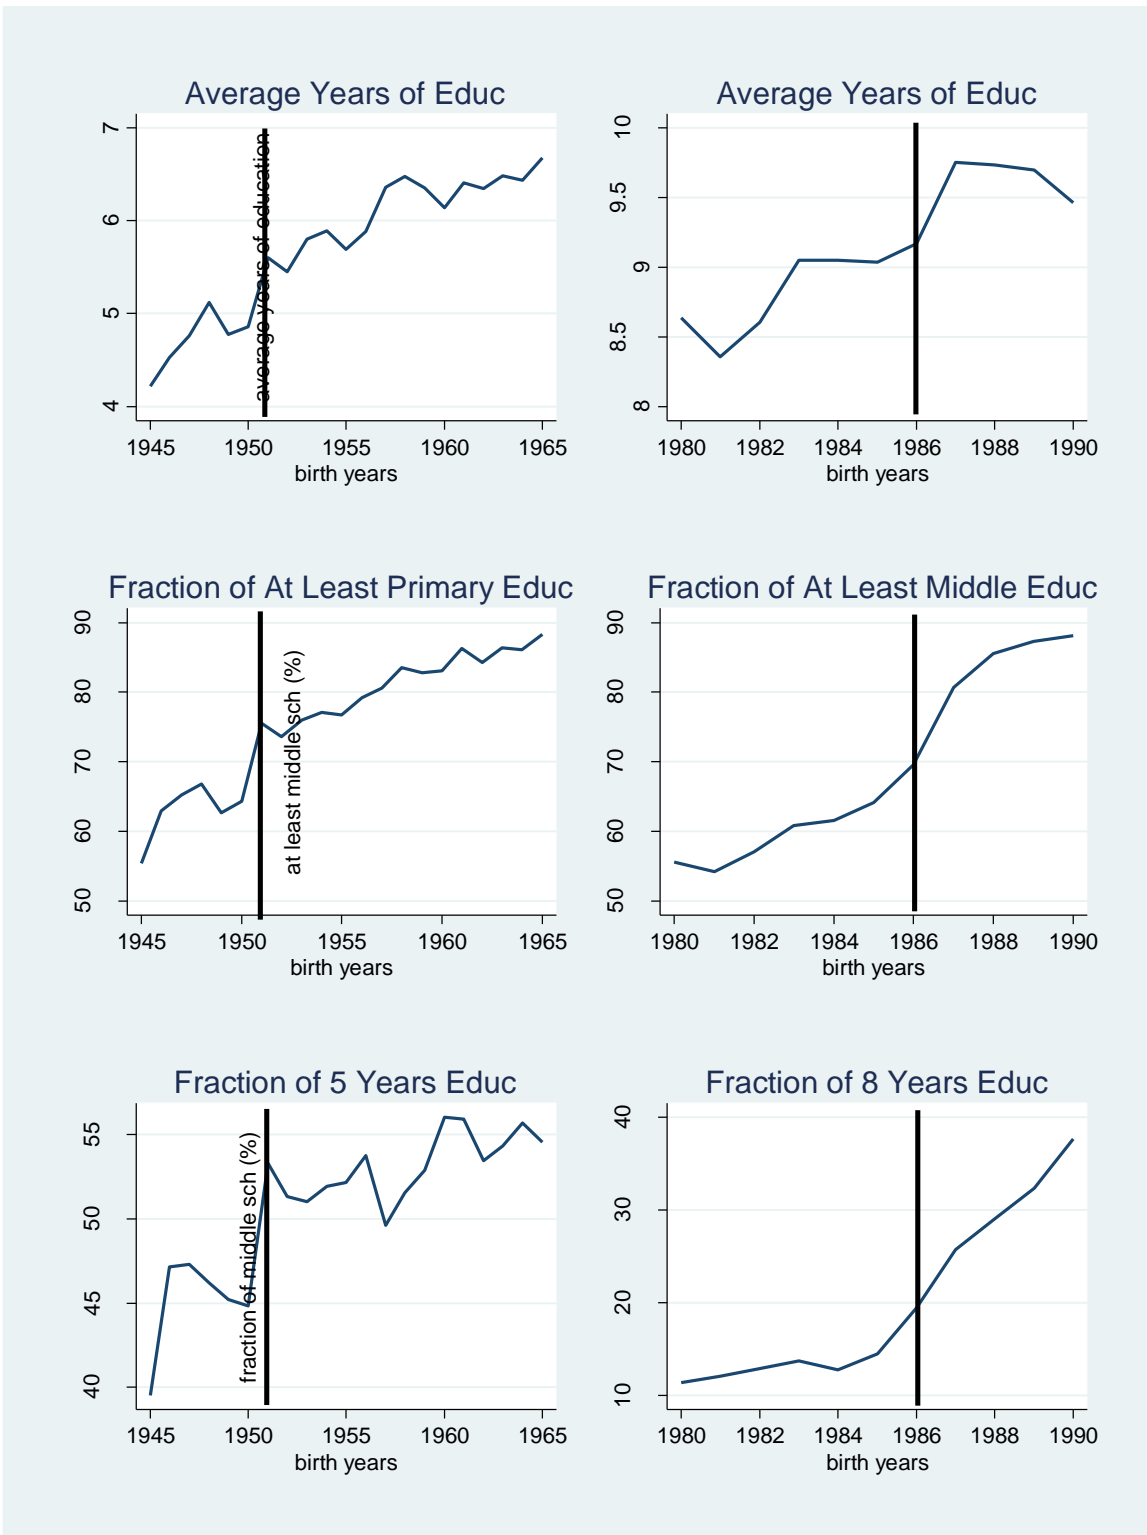 Average Years of Educ
7
6
5
4
average years of education
1945 1950 1955 1960 1965
birth years
Average Years of Educ
10
9.5
9
8.5
8
1980 1982 1984 1986 1988 1990
birth years
Fraction of At Least Primary Educ
90
80
70
60
50
at least middle sch (%)
1945 1950 1955 1960 1965
birth years
Fraction of At Least Middle Educ
90
80
70
60
50
1980 1982 1984 1986 1988 1990
birth years
Fraction of 5 Years Educ
55
50
45
40
fraction of middle sch (%)
1945 1950 1955 1960 1965
birth years
Fraction of 8 Years Educ
40
30
20
10
1980 1982 1984 1986 1988 1990
birth years